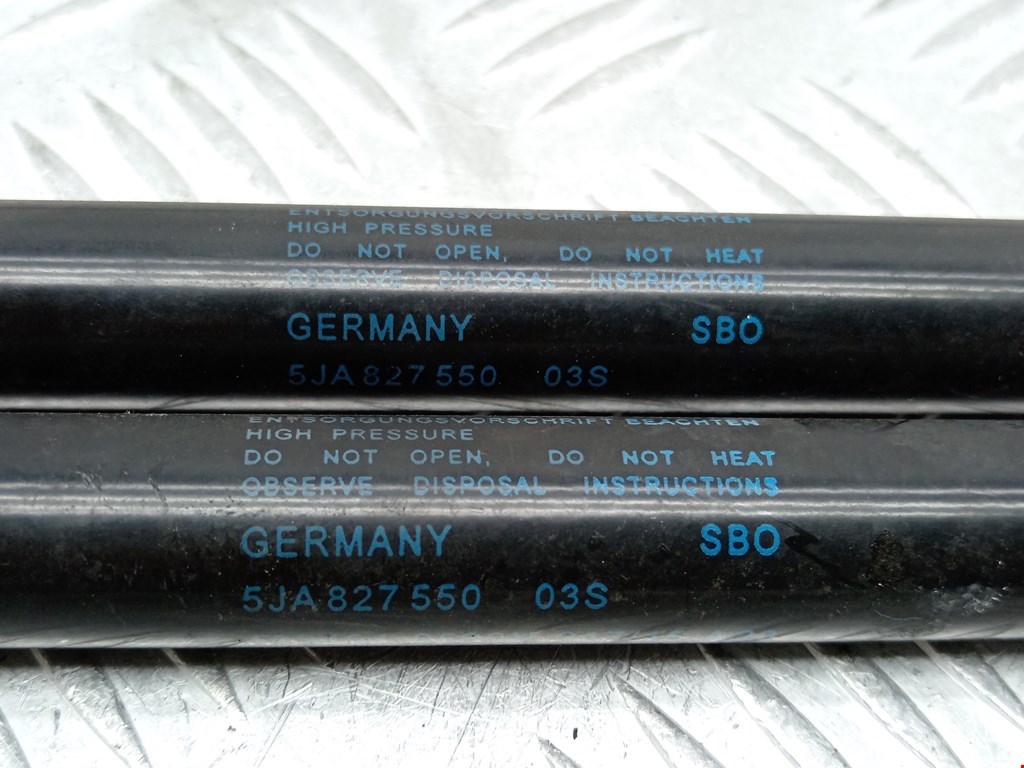 ENTSORGUNGSVORSCHRIFT BEACHTEN
HIGH PRESSURE
DO NOT OPEN, DO NOT HEAT
OBSERVE DISPOSAL INSTRUCTIONS
GERMANY SBO
5JA 827 550 03S
ENTSORGUNGSVORSCHRIFT BEACHTEN
HIGH PRESSURE
DO NOT OPEN, DO NOT HEAT
OBSERVE DISPOSAL INSTRUCTIONS
GERMANY SBO
5JA 827 550 03S